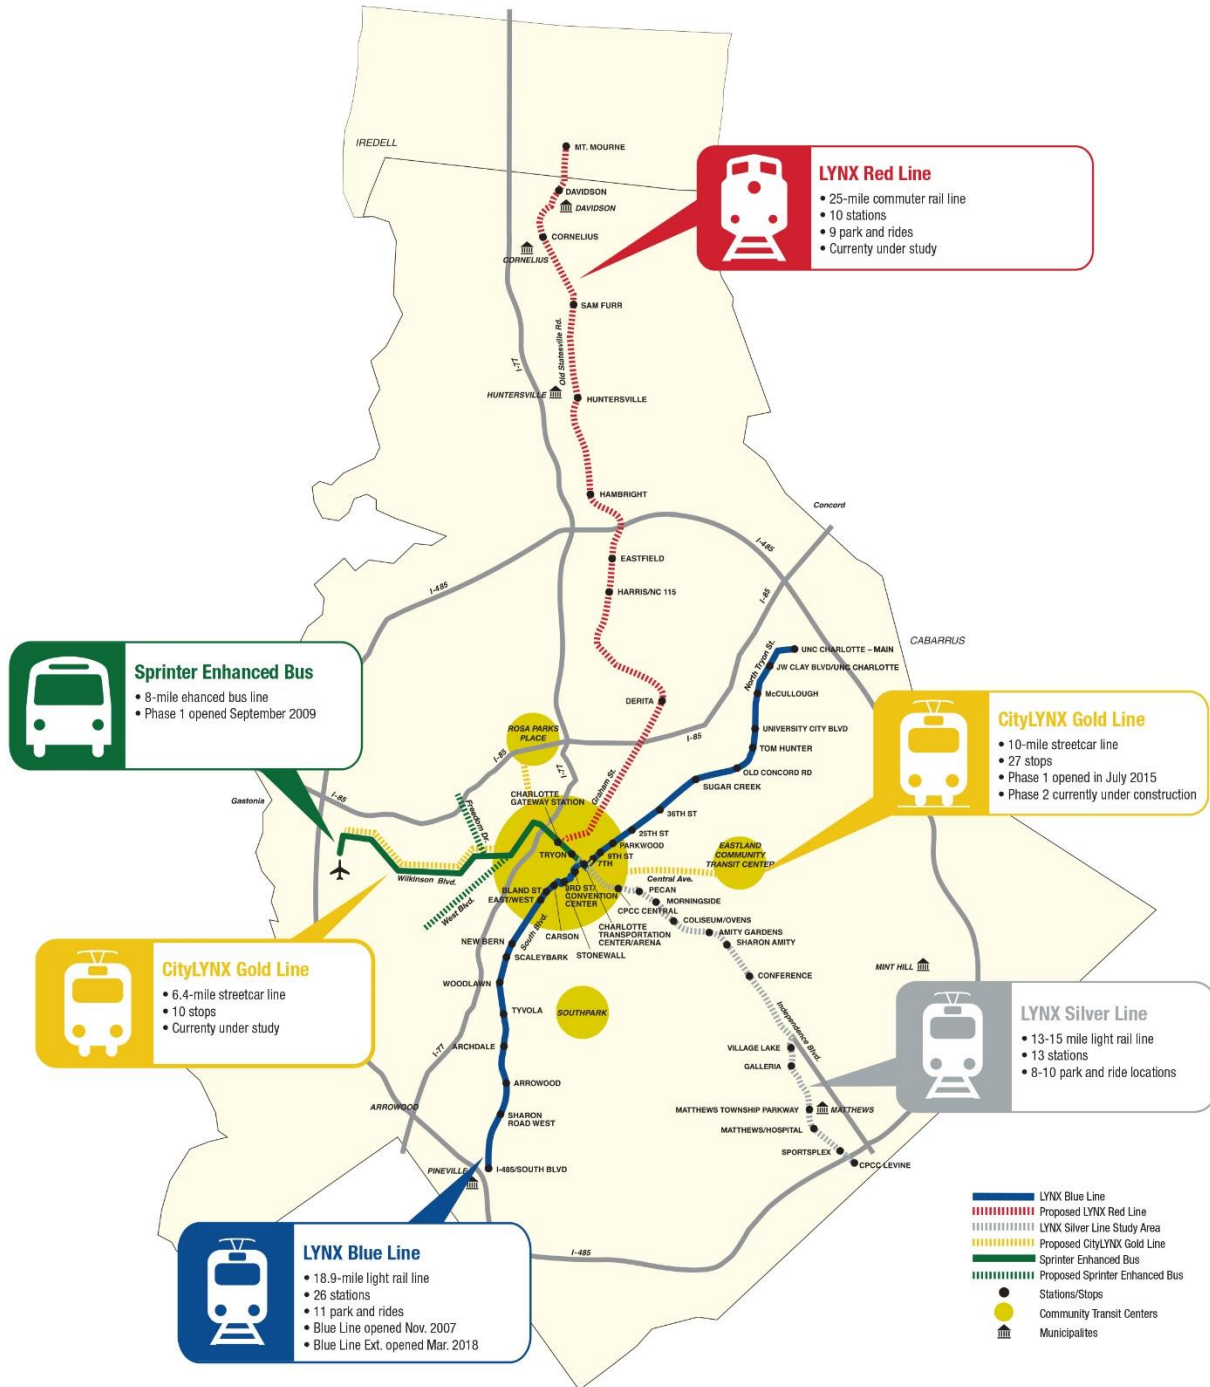 IREDELL
MT. MOURNE
DAVIDSON
DAVIDSON
CORNELIUS
CORNELIUS
SAM FURR
Old Statesville Rd.
I-77
HUNTERSVILLE
HUNTERSVILLE
HAMBRIGHT
Concord
I-485
I-485
EASTFIELD
HARRIS/NC 115
I-85
CABARRUS
North Tryon St.
UNC CHARLOTTE – MAIN
JW CLAY BLVD/UNC CHARLOTTE
McCULLOUGH
DERITA
UNIVERSITY CITY BLVD
TOM HUNTER
OLD CONCORD RD
SUGAR CREEK
I-85
ROSA PARKS
PLACE
I-85
I-77
Graham St.
Gastonia
I-85
Freedom Dr.
CHARLOTTE
GATEWAY STATION
36TH ST
25TH ST
PARKWOOD
9TH ST
7TH
TRYON
EASTLAND
COMMUNITY
TRANSIT CENTER
Central Ave.
Wilkinson Blvd.
West Blvd.
BLAND ST
EAST/WEST
3RD ST/
CONVENTION
CENTER
PECAN
MORNINGSIDE
CPCC CENTRAL
COLISEUM/OVENS
AMITY GARDENS
SHARON AMITY
South Blvd.
CARSON
CHARLOTTE
TRANSPORTATION
CENTER/ARENA
STONEWALL
NEW BERN
SCALEYBARK
WOODLAWN
CONFERENCE
MINT HILL
TYVOLA
SOUTHPARK
Independence Blvd.
ARCHDALE
I-77
VILLAGE LAKE
GALLERIA
ARROWOOD
ARROWOOD
SHARON
ROAD WEST
MATTHEWS TOWNSHIP PARKWAY
MATTHEWS
MATTHEWS/HOSPITAL
SPORTSPLEX
CPCC LEVINE
PINEVILLE
I-485/SOUTH BLVD
I-485
LYNX Red Line
• 25-mile commuter rail line
• 10 stations
• 9 park and rides
• Currenty under study
Sprinter Enhanced Bus
• 8-mile ehanced bus line
• Phase 1 opened September 2009
CityLYNX Gold Line
• 10-mile streetcar line
• 27 stops
• Phase 1 opened in July 2015
• Phase 2 currently under construction
CityLYNX Gold Line
• 6.4-mile streetcar line
• 10 stops
• Currenty under study
LYNX Silver Line
• 13-15 mile light rail line
• 13 stations
• 8-10 park and ride locations
LYNX Blue Line
• 18.9-mile light rail line
• 26 stations
• 11 park and rides
• Blue Line opened Nov. 2007
• Blue Line Ext. opened Mar. 2018
LYNX Blue Line
Proposed LYNX Red Line
LYNX Silver Line Study Area
Proposed CityLYNX Gold Line
Sprinter Enhanced Bus
Proposed Sprinter Enhanced Bus
Stations/Stops
Community Transit Centers
Municipalites